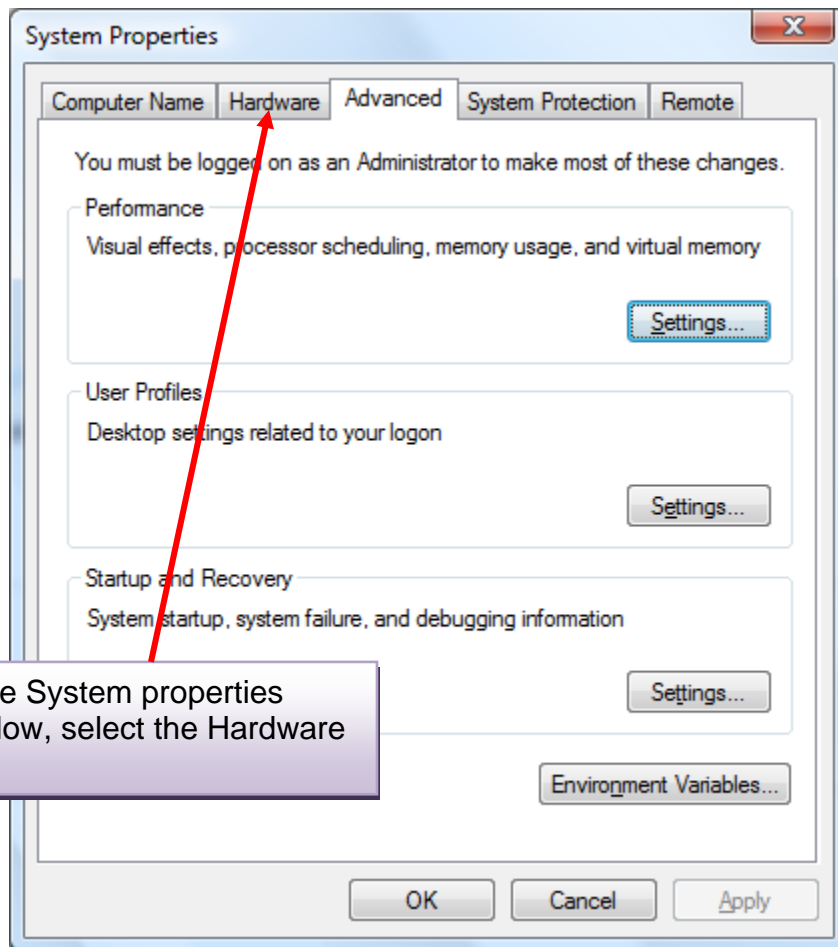 System Properties
Computer Name Hardware Advanced System Protection Remote
You must be logged on as an Administrator to make most of these changes.
Performance
Visual effects, processor scheduling, memory usage, and virtual memory
Settings...
User Profiles
Desktop settings related to your logon
Settings...
Startup and Recovery
System startup, system failure, and debugging information
Settings...
System properties
select the Hardware
Environment Variables...
OK Cancel Apply